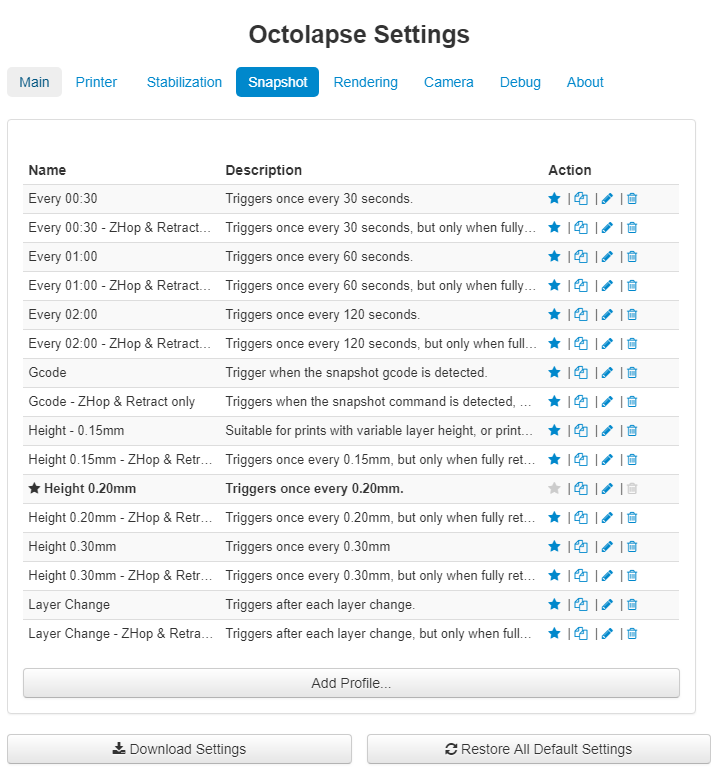 Octolapse Settings
Main Printer Stabilization Snapshot Rendering Camera Debug About
Name Description Action
Every 00:30 Triggers once every 30 seconds. | | |
Every 00:30 - ZHop & Retract... Triggers once every 30 seconds, but only when fully... | | |
Every 01:00 Triggers once every 60 seconds. | | |
Every 01:00 - ZHop & Retract... Triggers once every 60 seconds, but only when fully... | | |
Every 02:00 Triggers once every 120 seconds. | | |
Every 02:00 - ZHop & Retract... Triggers once every 120 seconds, but only when full... | | |
Gcode Trigger when the snapshot gcode is detected. | | |
Gcode - ZHop & Retract only Triggers when the snapshot command is detected, ... | | |
Height - 0.15mm Suitable for prints with variable layer height, or print... | | |
Height 0.15mm - ZHop & Retr... Triggers once every 0.15mm, but only when fully ret... | | |
Height 0.20mm Triggers once every 0.20mm. | | |
Height 0.20mm - ZHop & Retr... Triggers once every 0.20mm, but only when fully ret... | | |
Height 0.30mm Triggers once every 0.30mm | | |
Height 0.30mm - ZHop & Retr... Triggers once every 0.30mm, but only when fully ret... | | |
Layer Change Triggers after each layer change. | | |
Layer Change - ZHop & Retra... Triggers after each layer change, but only when full... | | |
Add Profile...
Download Settings Restore All Default Settings